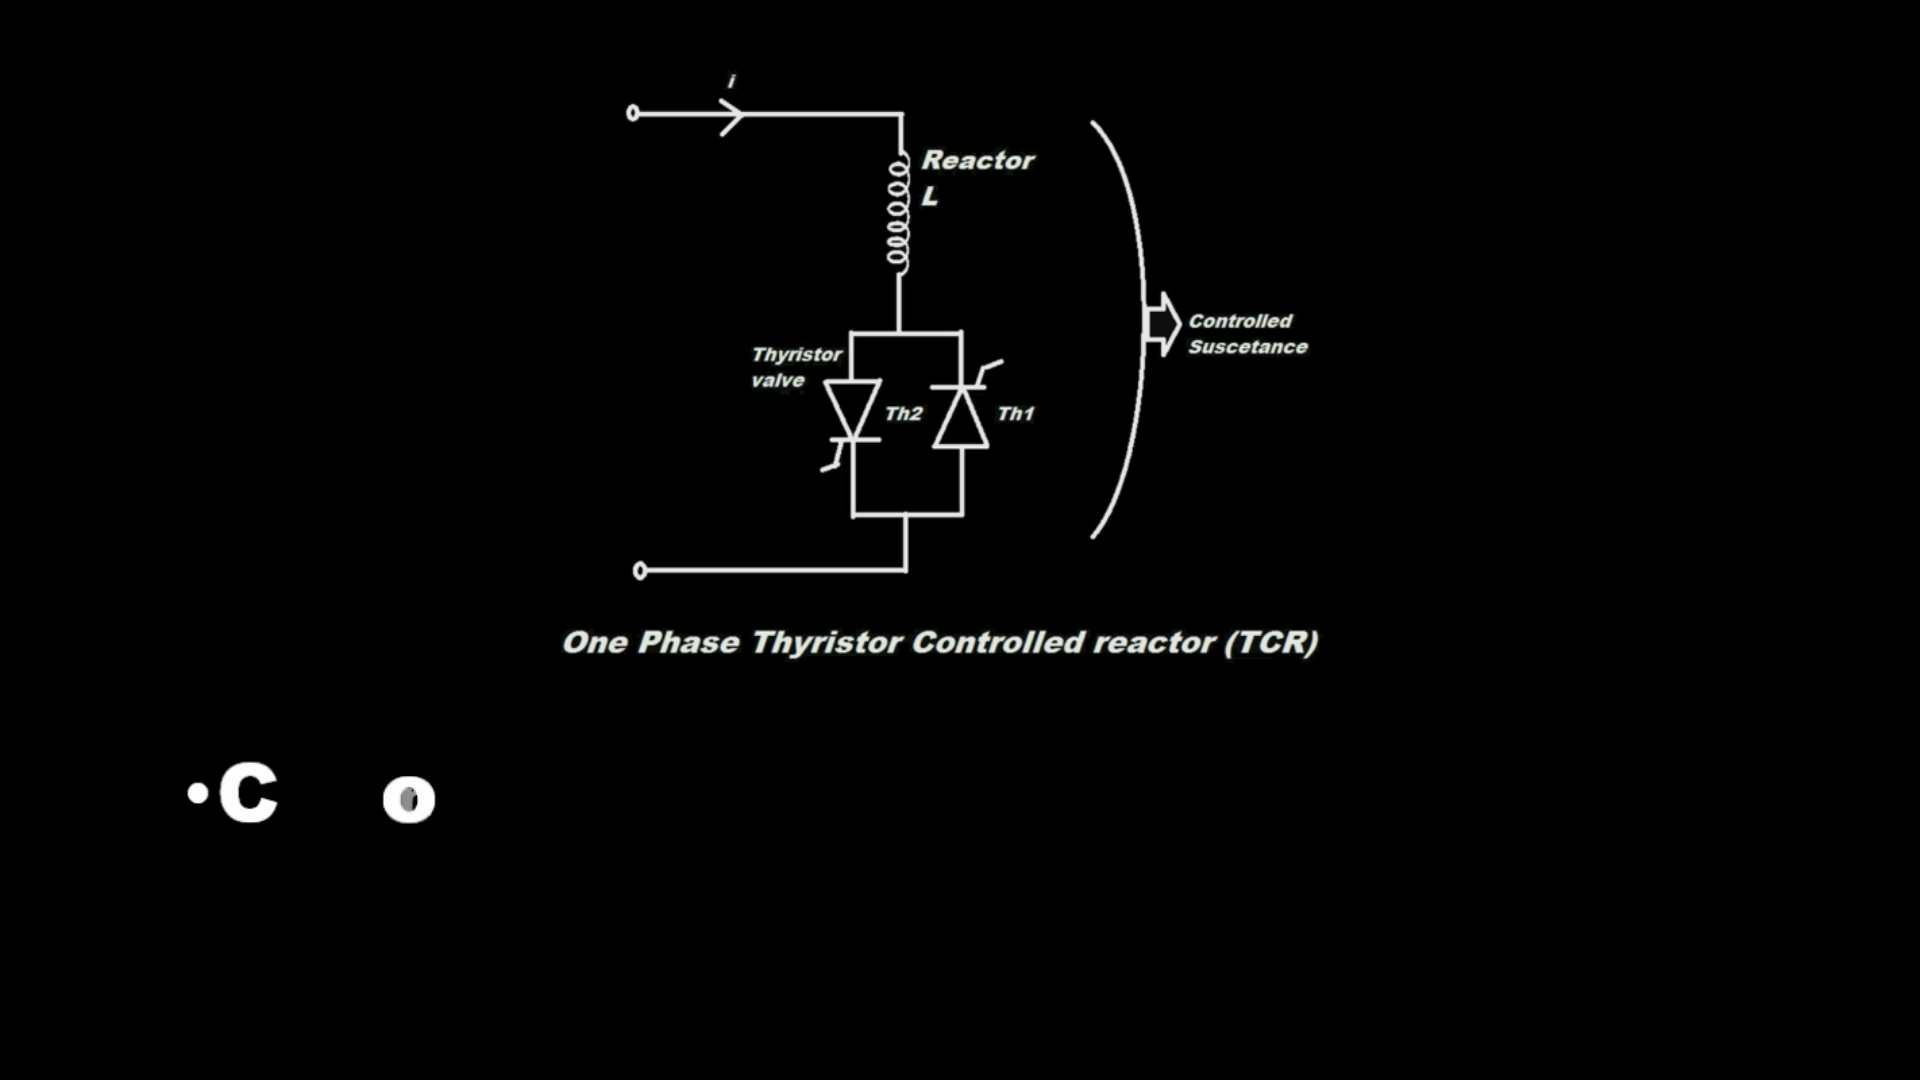 i
Reactor
L
Thyristor
valve
Th2
Th1
Controlled
Suscetance
One Phase Thyristor Controlled reactor (TCR)
•C o